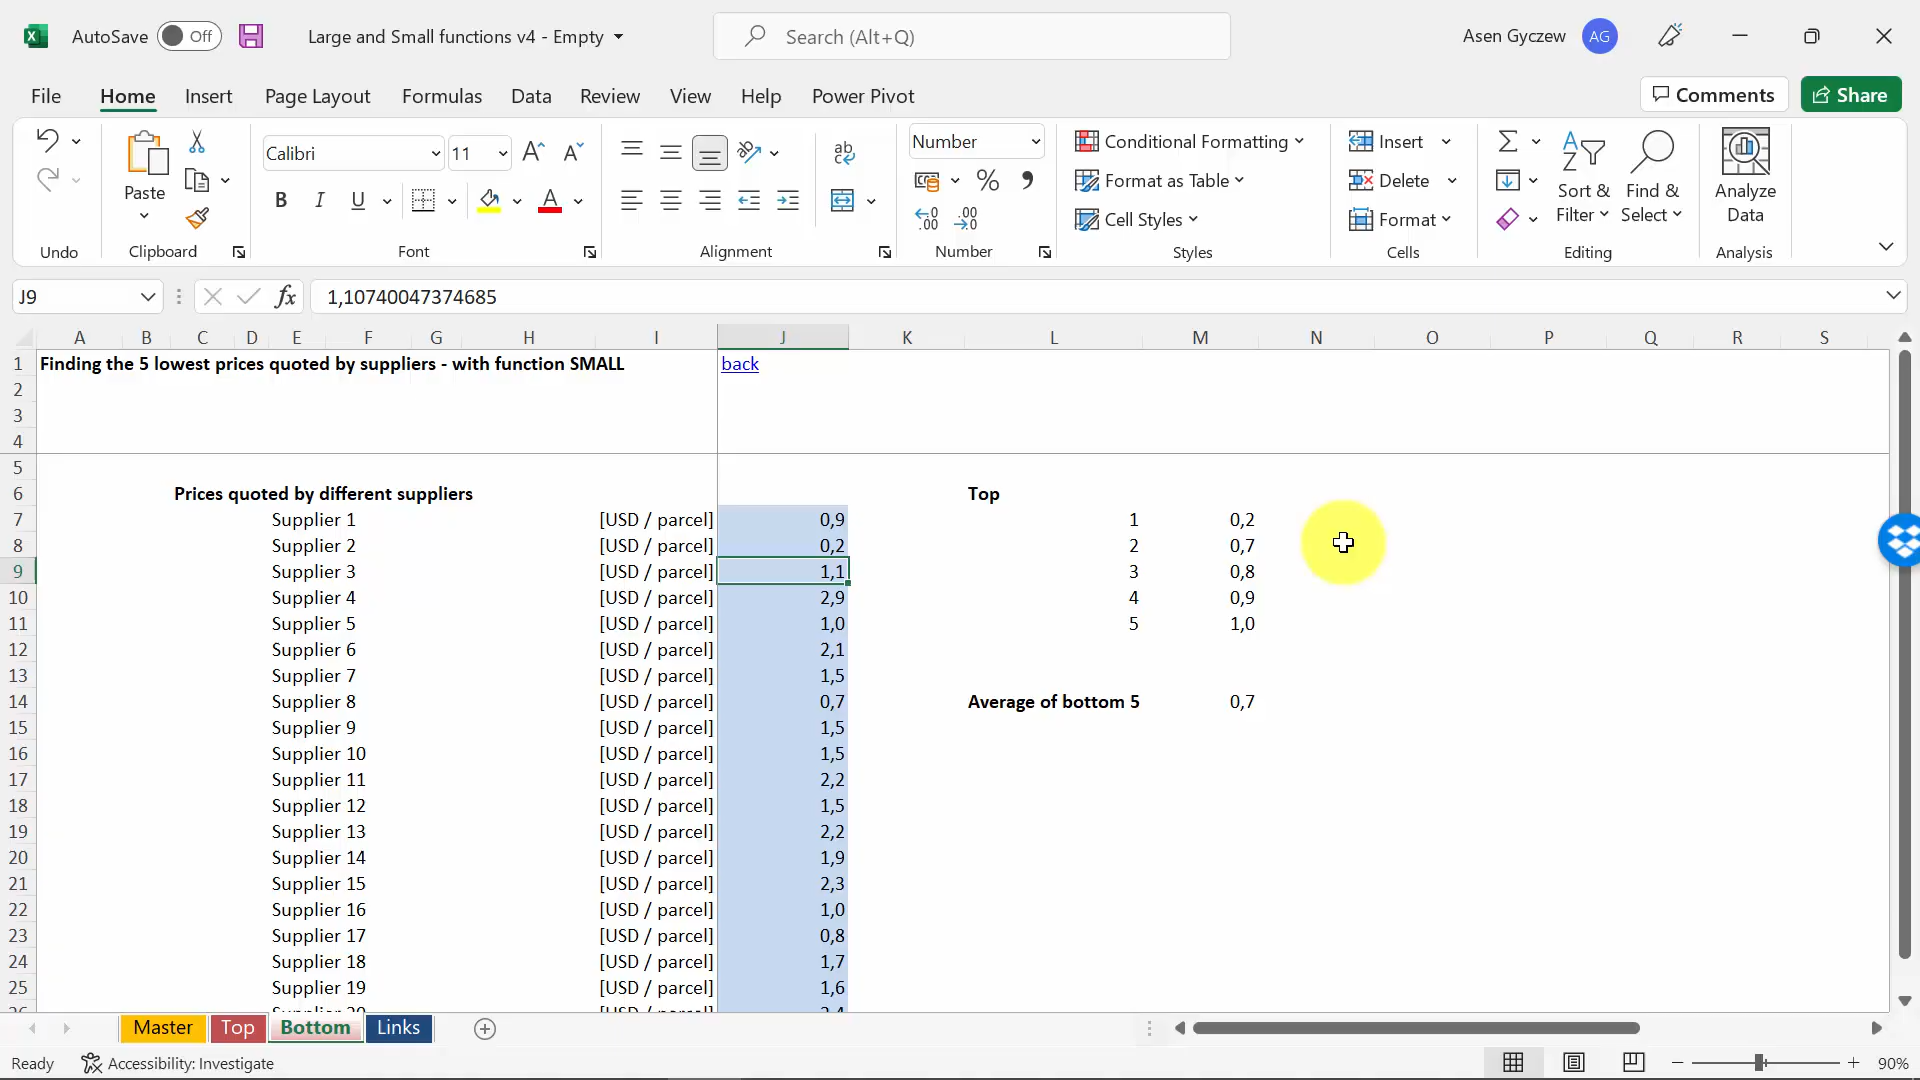 AutoSave Off Large and Small functions v4 - Empty Search (Alt+Q) Asen Gyczew AG
File Home Insert Page Layout Formulas Data Review View Help Power Pivot Comments Share
Calibri 11 Number Conditional Formatting Insert
Paste Format as Table Delete Sort & Filter Find & Select Analyze Data
B I U Cell Styles Format
Undo Clipboard Font Alignment Number Styles Cells Editing Analysis
J9 fx 1,10740047374685
A B C D E F G H I J K L M N O P Q R S
1 Finding the 5 lowest prices quoted by suppliers - with function SMALL back
2
3
4
5
6 Prices quoted by different suppliers Top
7 Supplier 1 [USD / parcel] 0,9 1 0,2
8 Supplier 2 [USD / parcel] 0,2 2 0,7
9 Supplier 3 [USD / parcel] 1,1 3 0,8
10 Supplier 4 [USD / parcel] 2,9 4 0,9
11 Supplier 5 [USD / parcel] 1,0 5 1,0
12 Supplier 6 [USD / parcel] 2,1
13 Supplier 7 [USD / parcel] 1,5
14 Supplier 8 [USD / parcel] 0,7 Average of bottom 5 0,7
15 Supplier 9 [USD / parcel] 1,5
16 Supplier 10 [USD / parcel] 1,5
17 Supplier 11 [USD / parcel] 2,2
18 Supplier 12 [USD / parcel] 1,5
19 Supplier 13 [USD / parcel] 2,2
20 Supplier 14 [USD / parcel] 1,9
21 Supplier 15 [USD / parcel] 2,3
22 Supplier 16 [USD / parcel] 1,0
23 Supplier 17 [USD / parcel] 0,8
24 Supplier 18 [USD / parcel] 1,7
25 Supplier 19 [USD / parcel] 1,6
Master Top Bottom Links
Ready Accessibility: Investigate 90%